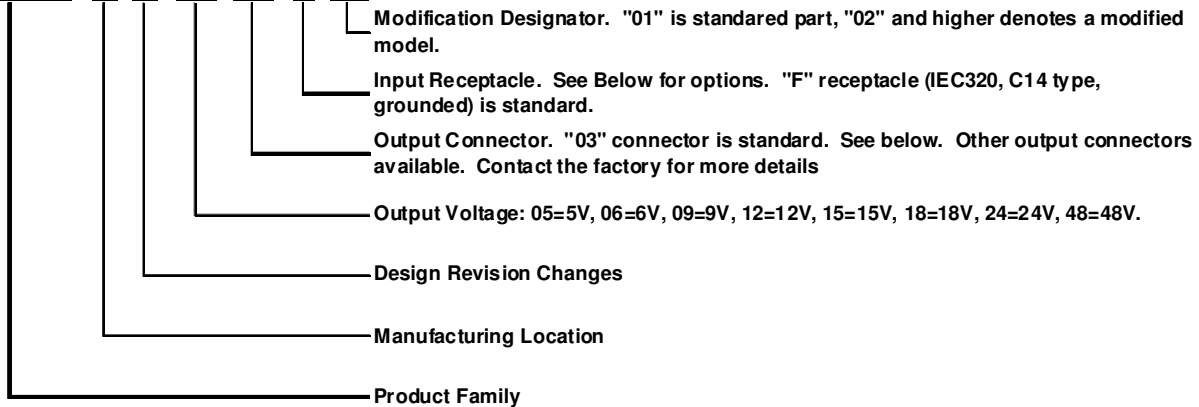 Modification Designator. "01" is standared part, "02" and higher denotes a modified
model.
Input Receptacle. See Below for options. "F" receptacle (IEC320, C14 type,
grounded) is standard.
Output Connector. "03" connector is standard. See below. Other output connectors
available. Contact the factory for more details
Output Voltage: 05=5V, 06=6V, 09=9V, 12=12V, 15=15V, 18=18V, 24=24V, 48=48V.
Design Revision Changes
Manufacturing Location
Product Family